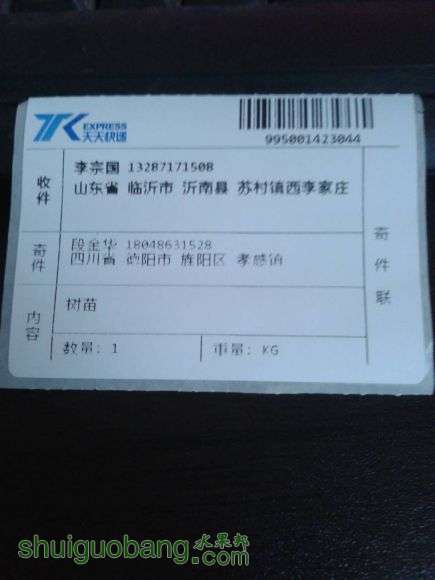 TTK EXPRESS
天天快递
995001423044
收件
李宗国 13287171508
山东省 临沂市 沂南县 苏村镇西李家庄
寄件
段金华 18048631528
四川省 德阳市 旌阳区 孝感镇
内容
树苗
数量: 1
重量: KG
寄件联
水果邦
shuiguobang.com